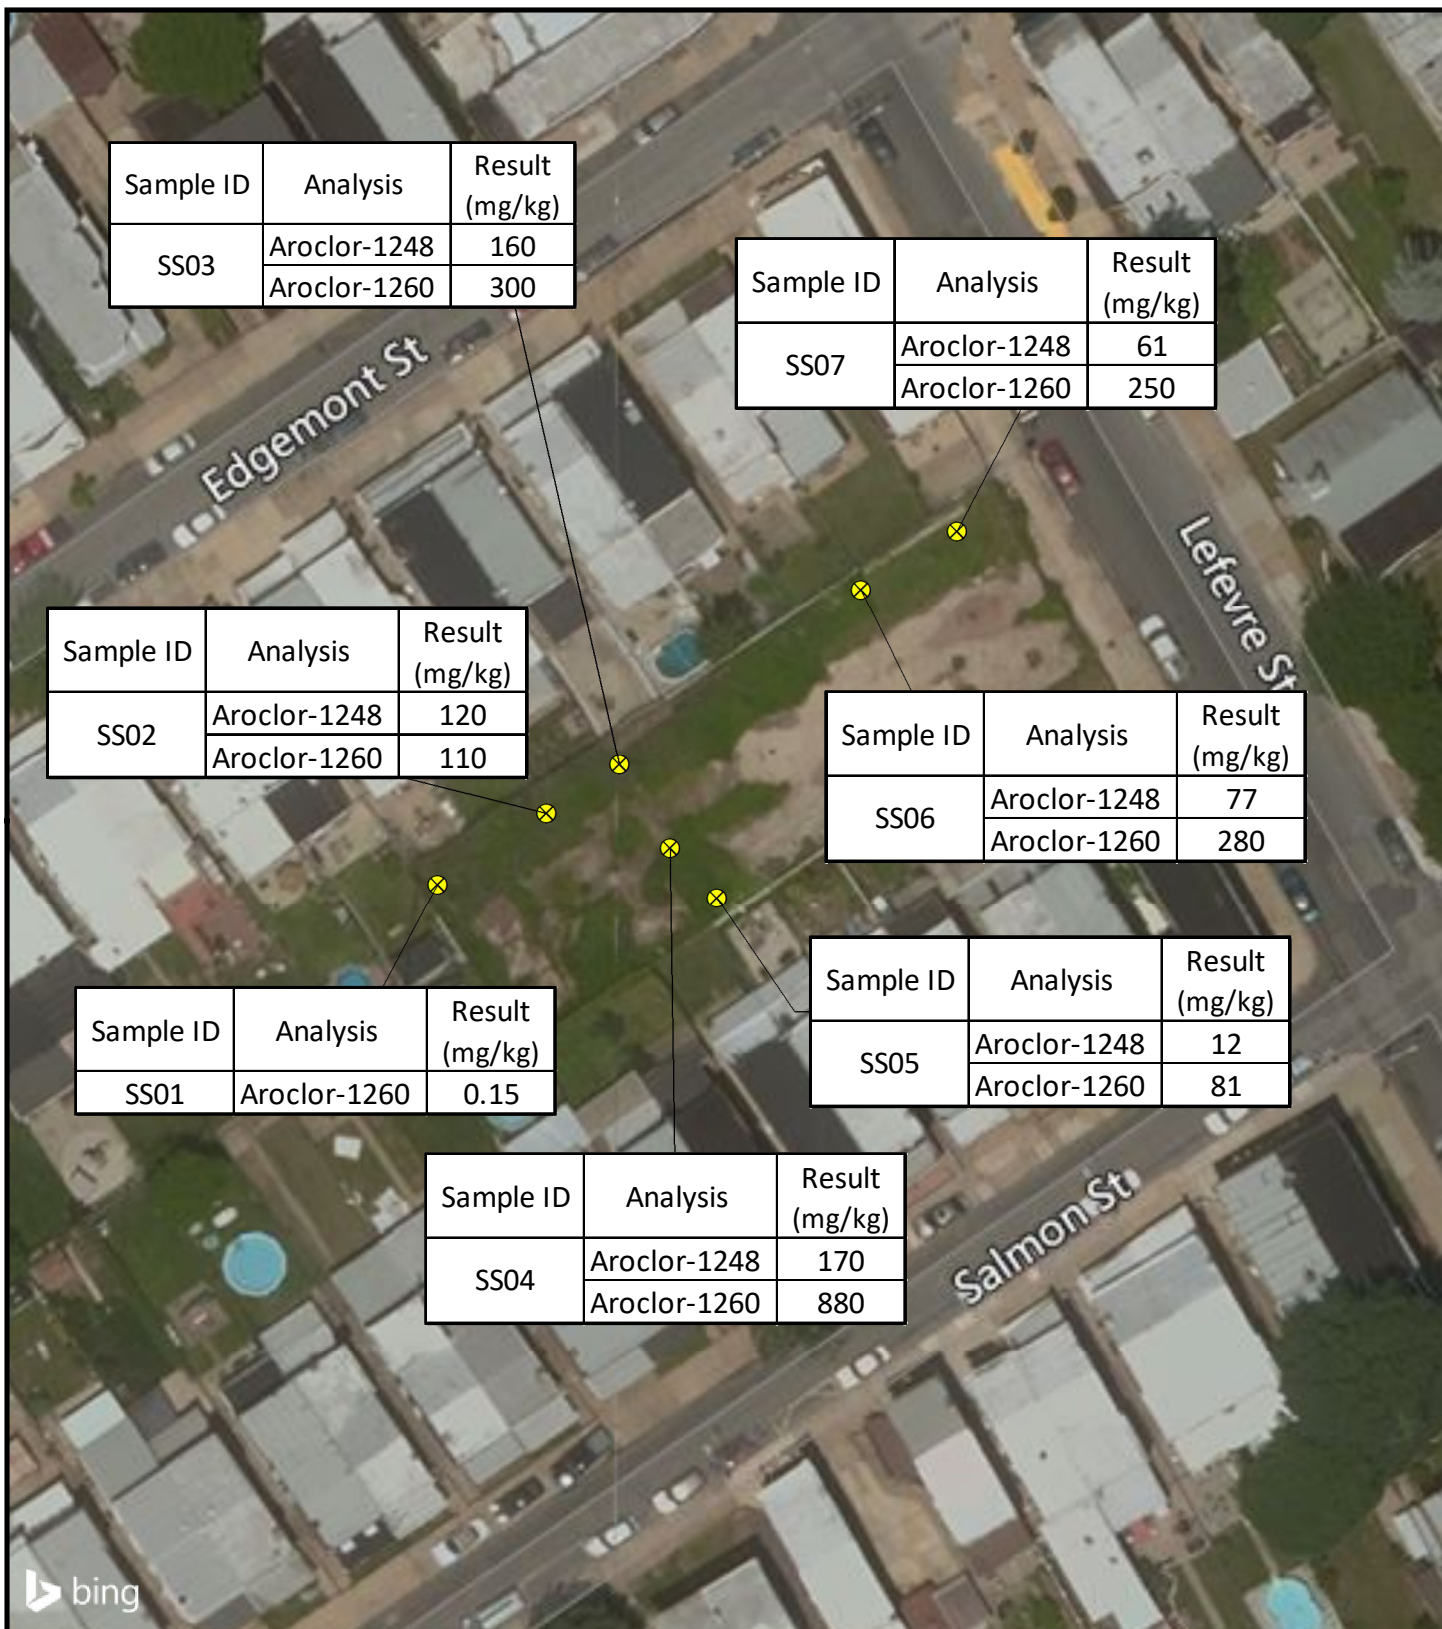 Sample ID Analysis Result (mg/kg)
SS03 Aroclor-1248 160
Aroclor-1260 300
Sample ID Analysis Result (mg/kg)
SS07 Aroclor-1248 61
Aroclor-1260 250
Edgemont St
Lefevre St
Sample ID Analysis Result (mg/kg)
SS02 Aroclor-1248 120
Aroclor-1260 110
Sample ID Analysis Result (mg/kg)
SS06 Aroclor-1248 77
Aroclor-1260 280
Sample ID Analysis Result (mg/kg)
SS05 Aroclor-1248 12
Aroclor-1260 81
Sample ID Analysis Result (mg/kg)
SS01 Aroclor-1260 0.15
Sample ID Analysis Result (mg/kg)
SS04 Aroclor-1248 170
Aroclor-1260 880
Salmon St
bing